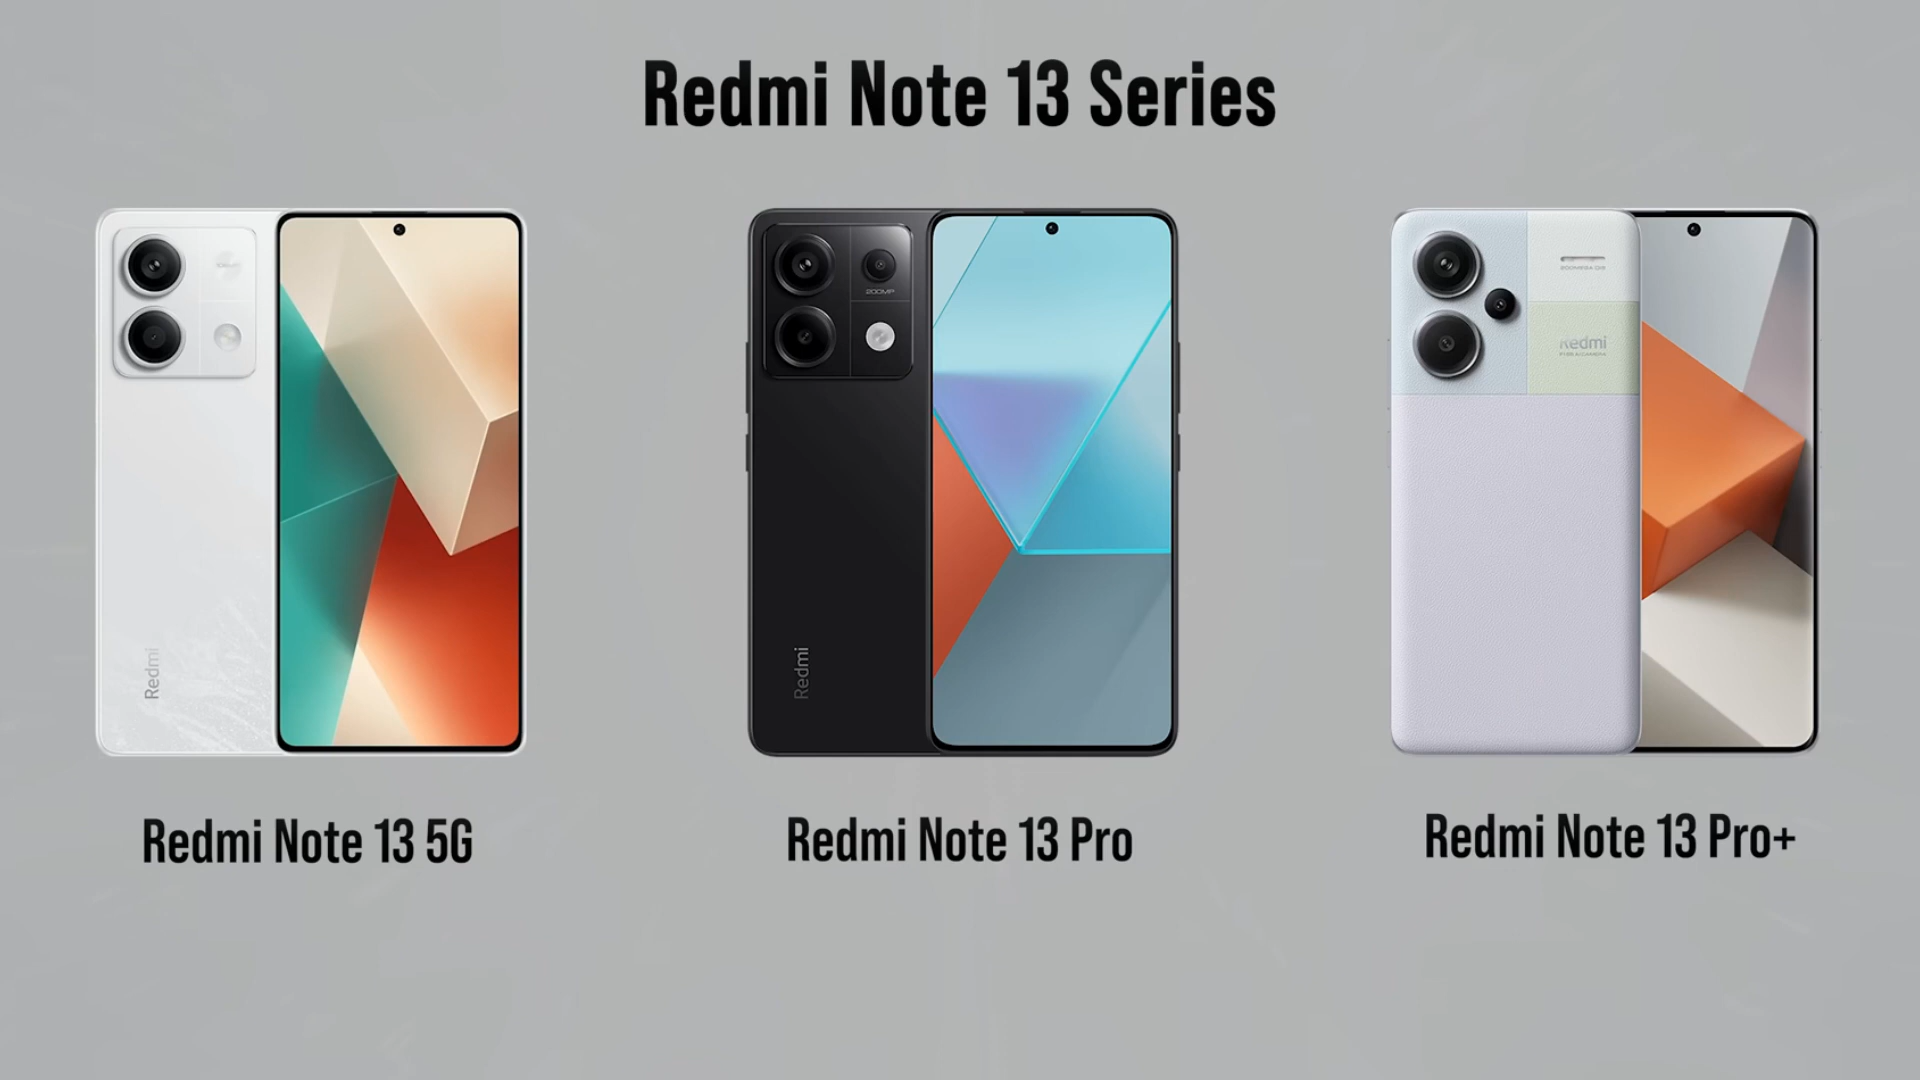 Redmi Note 13 Series
200MP
Redmi
Redmi
Redmi
Redmi Note 13 5G
Redmi Note 13 Pro
Redmi Note 13 Pro+